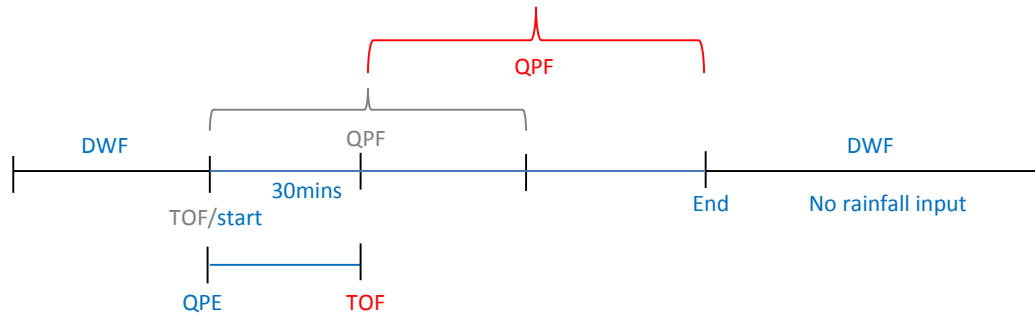 QPF
QPF
DWF
DWF
30mins
TOF/start
End
No rainfall input
QPE
TOF